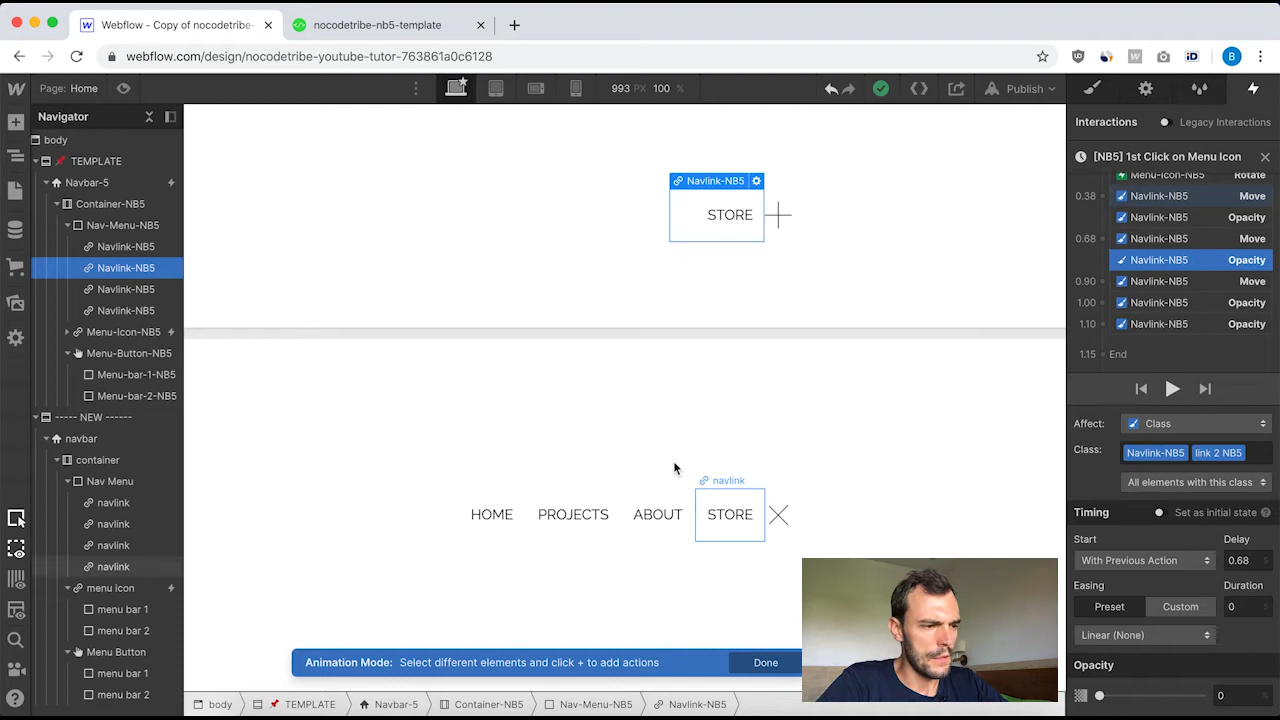 Webflow - Copy of nocodetribe-
nocodetribe-nb5-template
webflow.com/design/nocodetribe-youtube-tutor-763861a0c6128
Page: Home
993 PX 100 %
Publish
Navigator
body
TEMPLATE
Navbar-5
Container-NB5
Nav-Menu-NB5
Navlink-NB5
Navlink-NB5
Navlink-NB5
Navlink-NB5
Menu-Icon-NB5
Menu-Button-NB5
Menu-bar-1-NB5
Menu-bar-2-NB5
----- NEW ------
navbar
container
Nav Menu
navlink
navlink
navlink
navlink
menu icon
menu bar 1
menu bar 2
Menu Button
menu bar 1
menu bar 2
Navlink-NB5
STORE
navlink
HOME PROJECTS ABOUT STORE
Animation Mode: Select different elements and click + to add actions Done
body TEMPLATE Navbar-5 Container-NB5 Nav-Menu-NB5 Navlink-NB5
Interactions Legacy Interactions
[NB5] 1st Click on Menu Icon
Menu-Icon-NB5 Rotate
0.38 Navlink-NB5 Move
Navlink-NB5 Opacity
0.68 Navlink-NB5 Move
Navlink-NB5 Opacity
0.90 Navlink-NB5 Move
1.00 Navlink-NB5 Opacity
1.10 Navlink-NB5 Opacity
1.15 End
Affect: Class
Class: Navlink-NB5 link 2 NB5
All elements with this class
Timing Set as initial state
Start Delay
With Previous Action 0.68 S
Easing Duration
Preset Custom 0 S
Linear (None)
Opacity
0 %